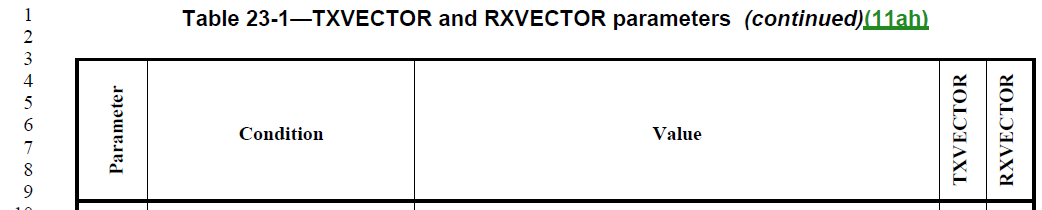 1
Table 23-1—TXVECTOR and RXVECTOR parameters (continued)(11ah)
2
3
4
5
6
7
8
9
Parameter
Condition
Value
TXVECTOR
RXVECTOR
10